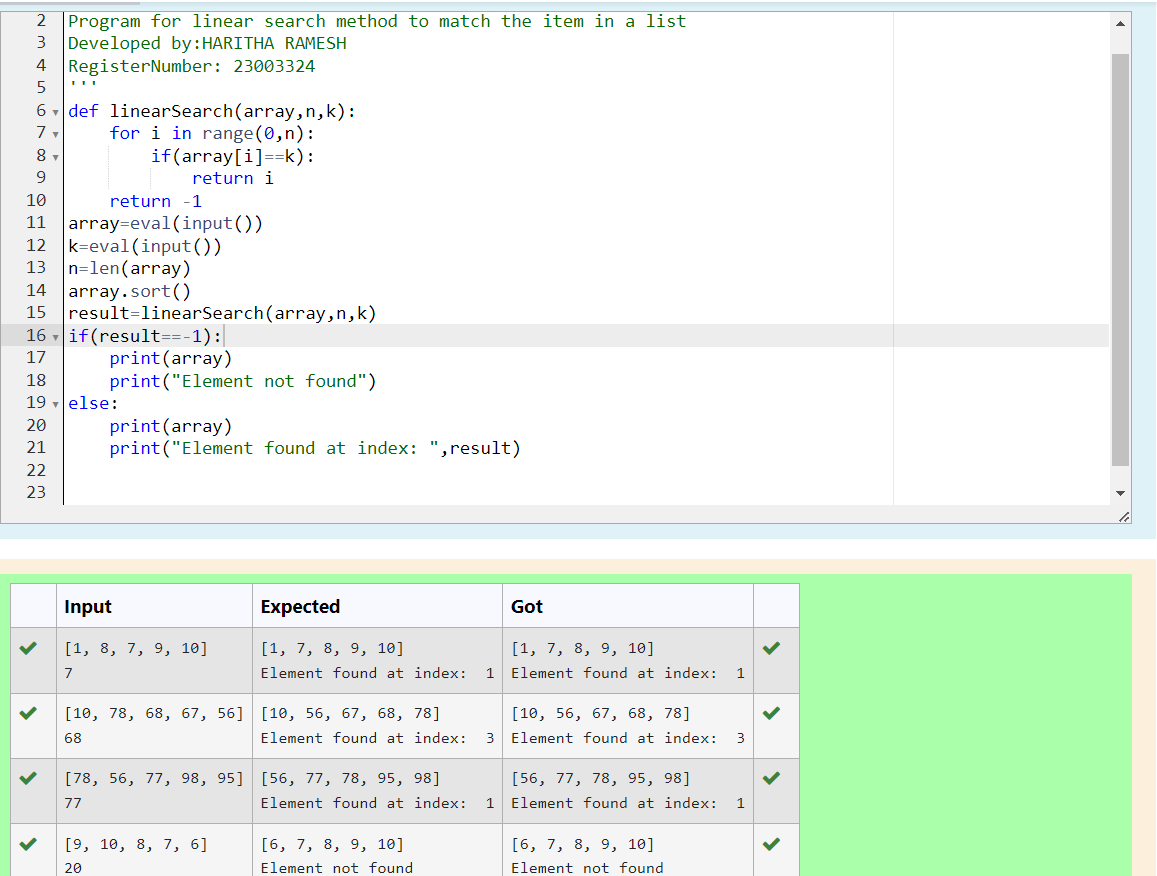 2 Program for linear search method to match the item in a list
3 Developed by:HARITHA RAMESH
4 RegisterNumber: 23003324
5 '''
6 def linearSearch(array,n,k):
7     for i in range(0,n):
8         if(array[i]==k):
9             return i
10     return -1
11 array=eval(input())
12 k=eval(input())
13 n=len(array)
14 array.sort()
15 result=linearSearch(array,n,k)
16 if(result==-1):
17     print(array)
18     print("Element not found")
19 else:
20     print(array)
21     print("Element found at index: ",result)
22
23
Input Expected Got
[1, 8, 7, 9, 10] [1, 7, 8, 9, 10] [1, 7, 8, 9, 10]
7 Element found at index:  1 Element found at index:  1
[10, 78, 68, 67, 56] [10, 56, 67, 68, 78] [10, 56, 67, 68, 78]
68 Element found at index:  3 Element found at index:  3
[78, 56, 77, 98, 95] [56, 77, 78, 95, 98] [56, 77, 78, 95, 98]
77 Element found at index:  1 Element found at index:  1
[9, 10, 8, 7, 6] [6, 7, 8, 9, 10] [6, 7, 8, 9, 10]
20 Element not found Element not found